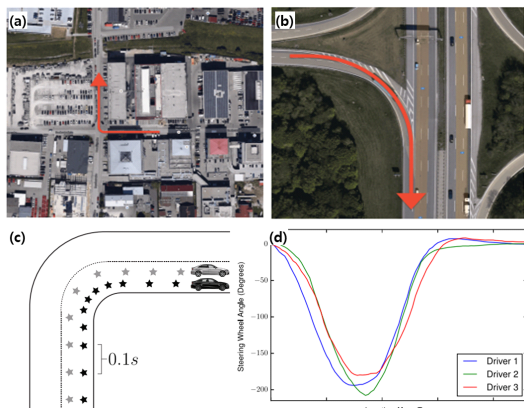 (a)
(b)
(c)
0.1s
(d)
Steering Wheel Angle (Degrees)
0
−50
−100
−150
−200
Driver 1
Driver 2
Driver 3